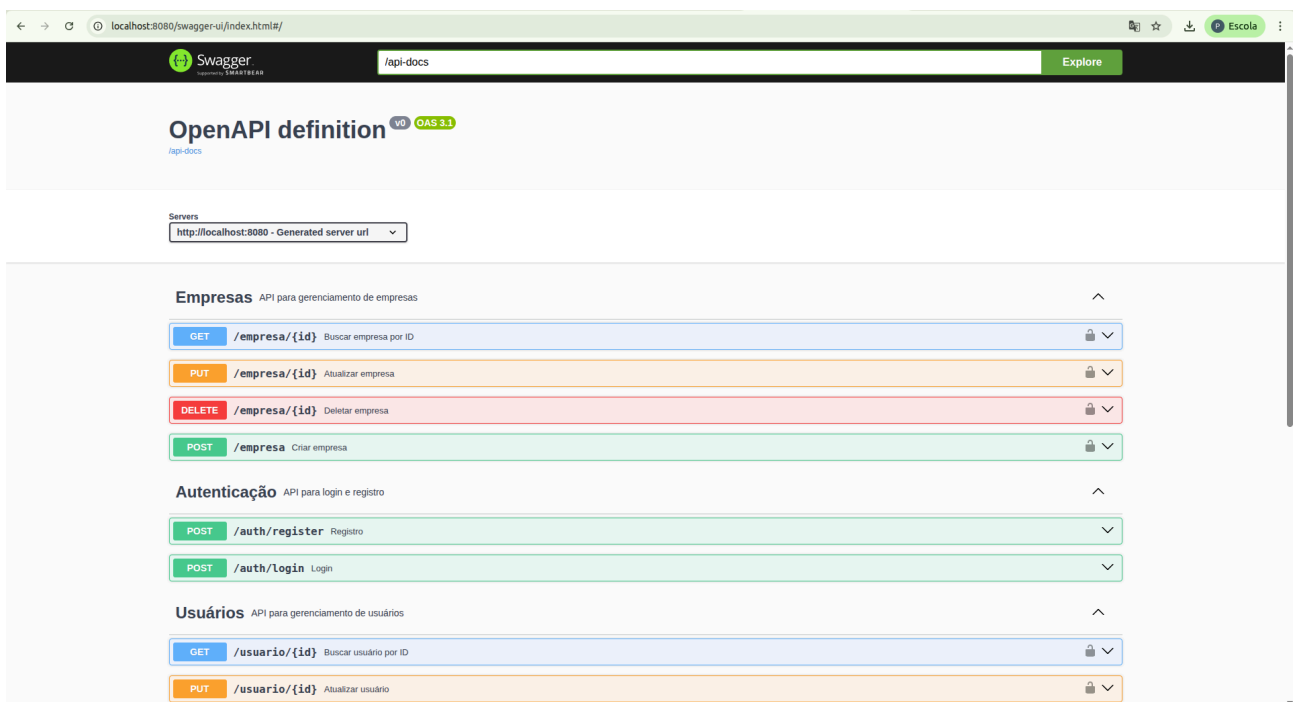 localhost:8080/swagger-ui/index.html#/
P Escola
Swagger.
Supported by SMARTBEAR
/api-docs
Explore
OpenAPI definition v0 OAS 3.1
/api-docs
Servers
http://localhost:8080 - Generated server url
Empresas API para gerenciamento de empresas
GET /empresa/{id} Buscar empresa por ID
PUT /empresa/{id} Atualizar empresa
DELETE /empresa/{id} Deletar empresa
POST /empresa Criar empresa
Autenticação API para login e registro
POST /auth/register Registro
POST /auth/login Login
Usuários API para gerenciamento de usuários
GET /usuario/{id} Buscar usuário por ID
PUT /usuario/{id} Atualizar usuário